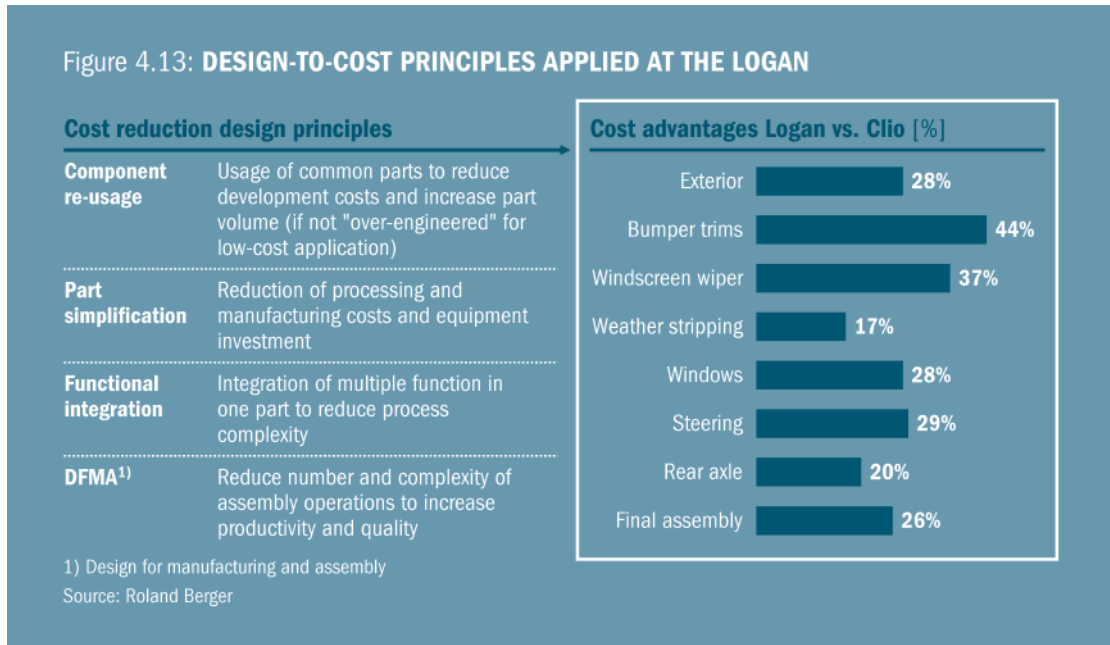 Figure 4.13: DESIGN-TO-COST PRINCIPLES APPLIED AT THE LOGAN
Cost reduction design principles
Component
re-usage
Usage of common parts to reduce
development costs and increase part
volume (if not "over-engineered" for
low-cost application)
Part
simplification
Reduction of processing and
manufacturing costs and equipment
investment
Functional
integration
Integration of multiple function in
one part to reduce process
complexity
DFMA1)
Reduce number and complexity of
assembly operations to increase
productivity and quality
1) Design for manufacturing and assembly
Source: Roland Berger
Cost advantages Logan vs. Clio [%]
Exterior 28%
Bumper trims 44%
Windscreen wiper 37%
Weather stripping 17%
Windows 28%
Steering 29%
Rear axle 20%
Final assembly 26%